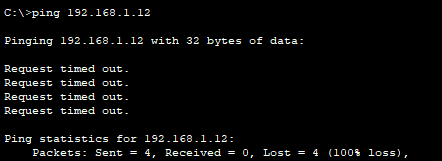 C:\>ping 192.168.1.12
Pinging 192.168.1.12 with 32 bytes of data:
Request timed out.
Request timed out.
Request timed out.
Request timed out.
Ping statistics for 192.168.1.12:
    Packets: Sent = 4, Received = 0, Lost = 4 (100% loss),